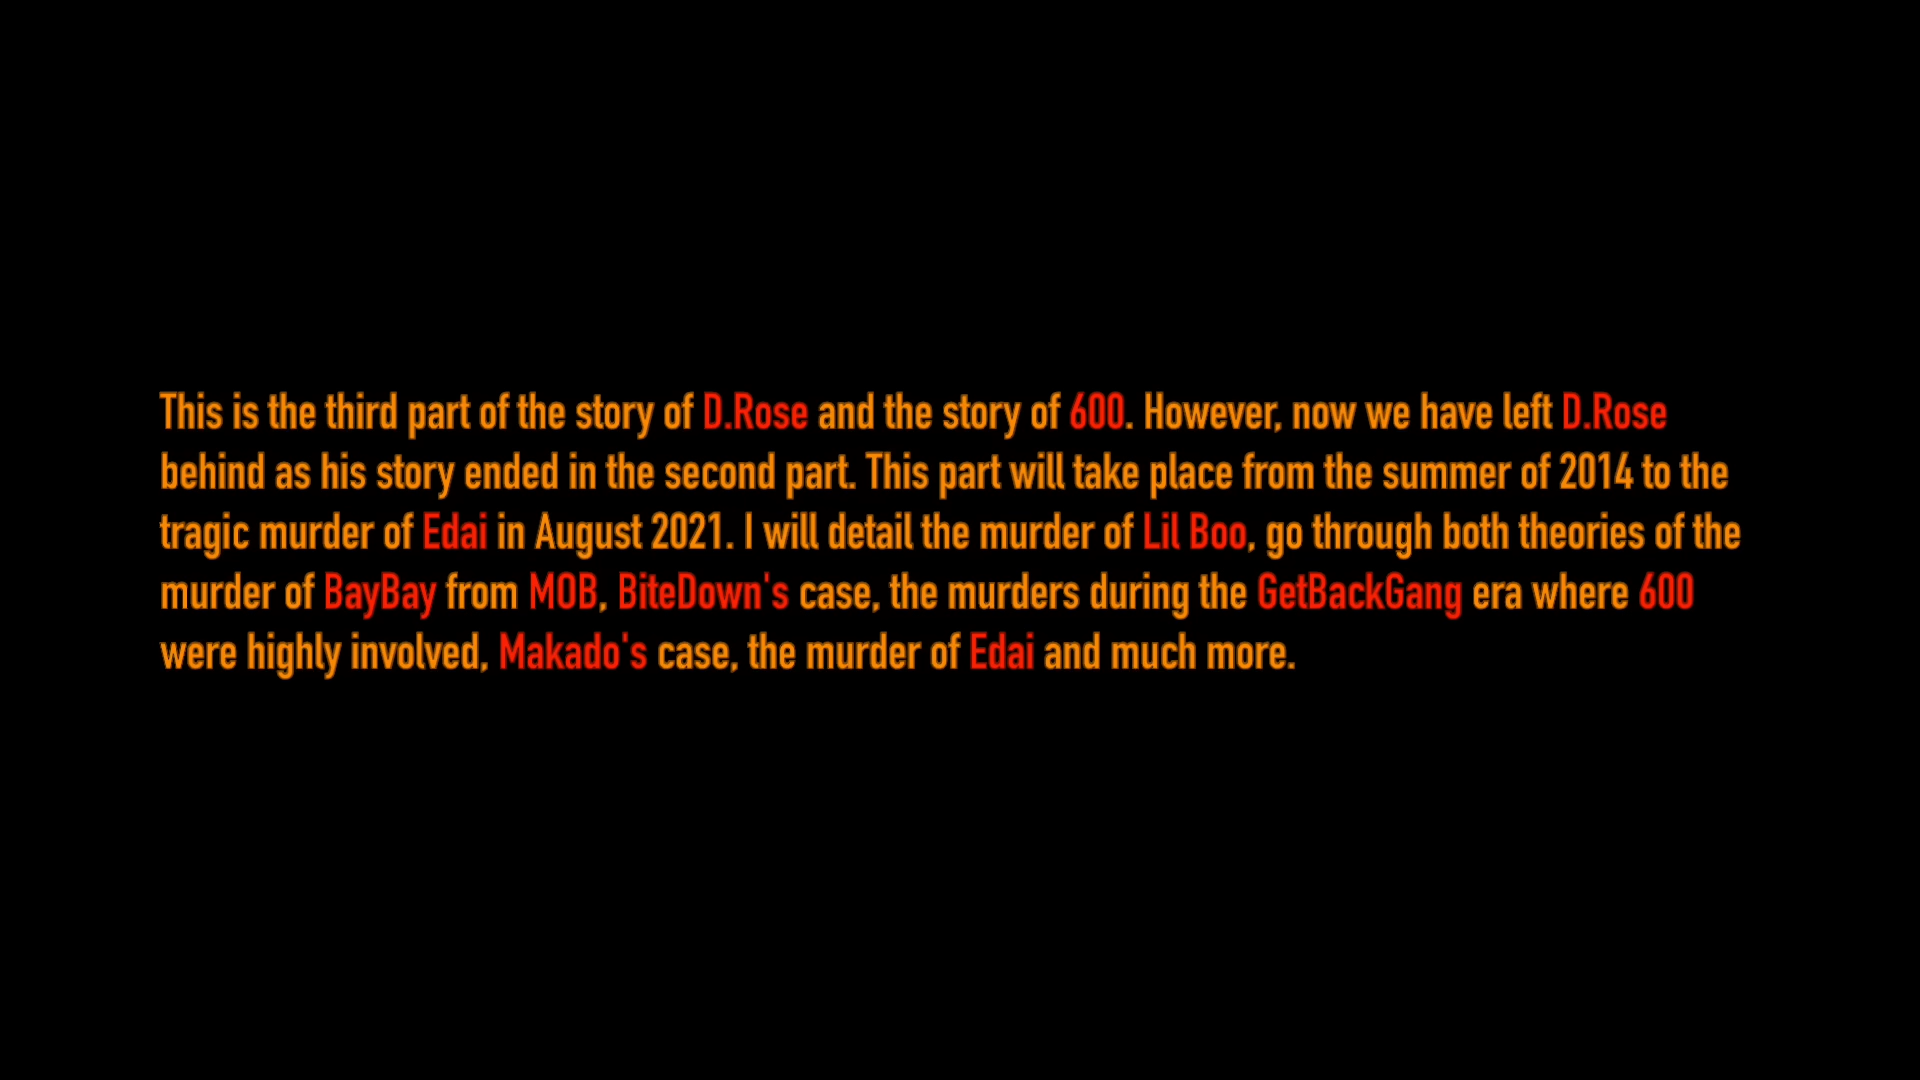 This is the third part of the story of D.Rose and the story of 600. However, now we have left D.Rose
behind as his story ended in the second part. This part will take place from the summer of 2014 to the
tragic murder of Edai in August 2021. I will detail the murder of Lil Boo, go through both theories of the
murder of BayBay from MOB, BiteDown's case, the murders during the GetBackGang era where 600
were highly involved, Makado's case, the murder of Edai and much more.